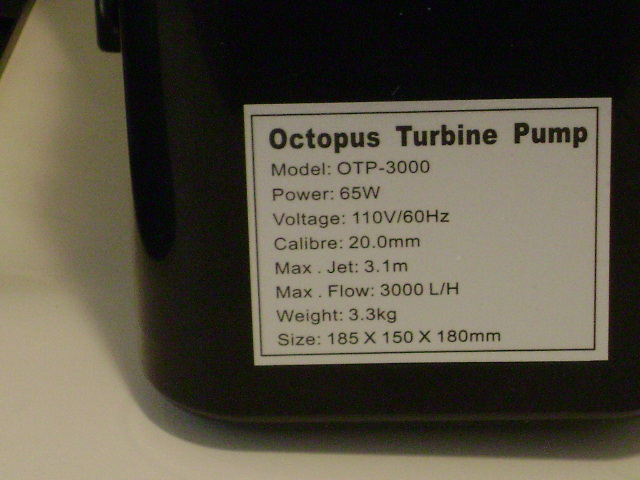 Octopus Turbine Pump
Model: OTP-3000
Power: 65W
Voltage: 110V/60Hz
Calibre: 20.0mm
Max . Jet: 3.1m
Max . Flow: 3000 L/H
Weight: 3.3kg
Size: 185 X 150 X 180mm